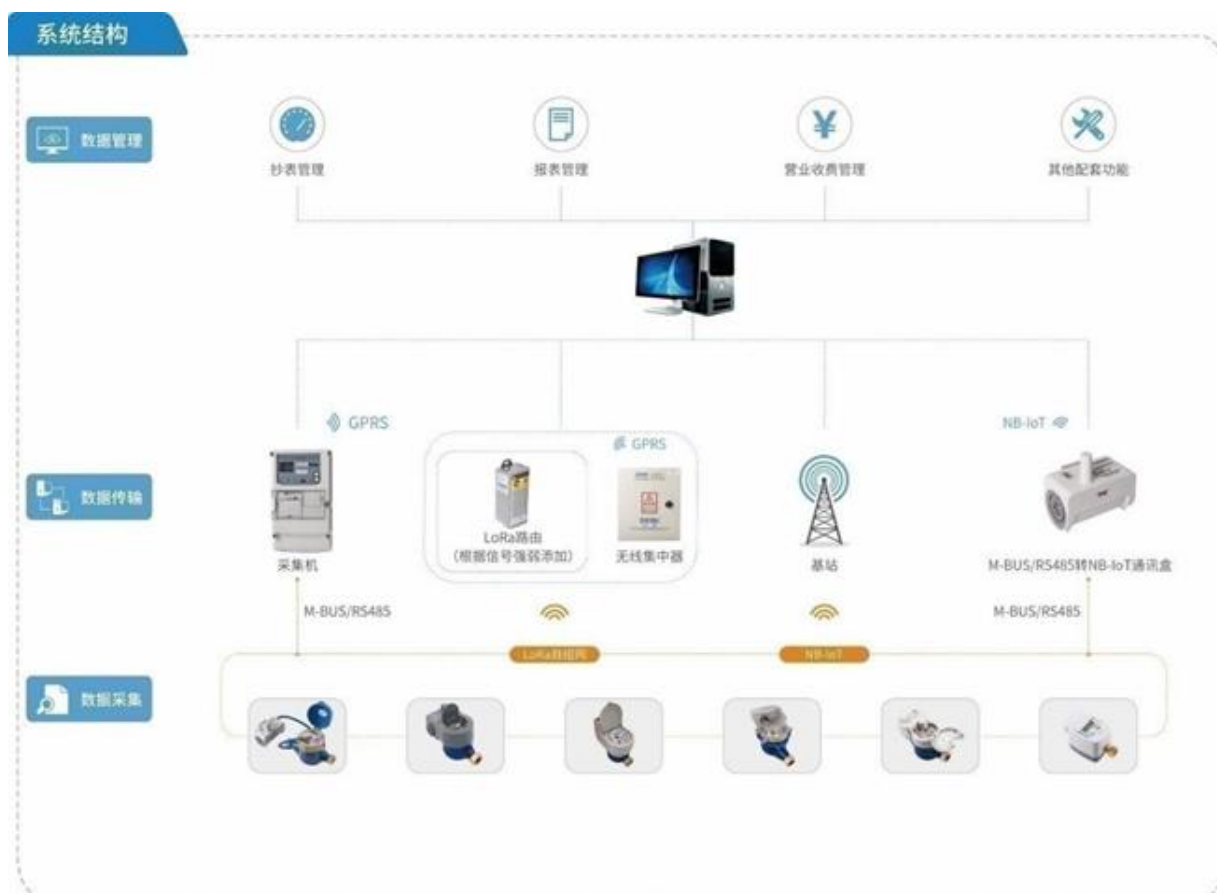 系统结构
数据管理
抄表管理
报表管理
¥
营业收费管理
其他配套功能
GPRS
GPRS
NB-IoT
数据传输
采集机
LoRa路由
(根据信号强弱添加)
无线集中器
基站
M-BUS/RS485转NB-IoT通讯盒
M-BUS/RS485
M-BUS/RS485
LoRa自组网
NB-IoT
数据采集